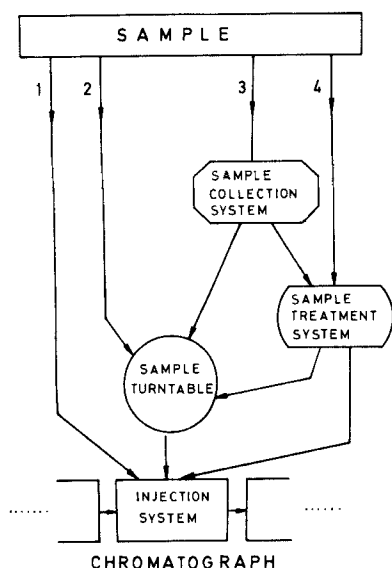 SAMPLE
1 2 3 4
SAMPLE
COLLECTION
SYSTEM
SAMPLE
TREATMENT
SYSTEM
SAMPLE
TURNTABLE
INJECTION
SYSTEM
CHROMATOGRAPH